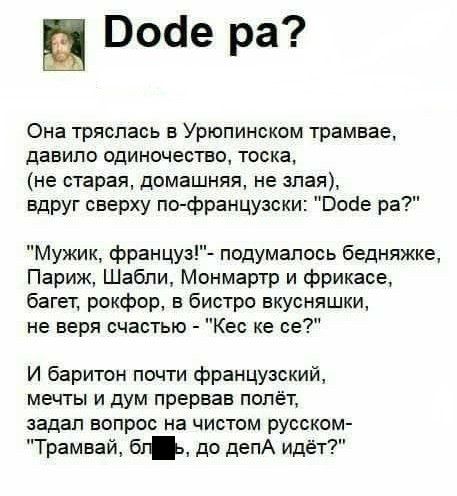 Dode pa?
Она тряслась в Урюпинском трамвае,
давило одиночество, тоска,
(не старая, домашняя, не злая),
вдруг сверху по-французски: "Dode pa?"
"Мужик, француз!"- подумалось бедняжке,
Париж, Шабли, Монмартр и фрикасе,
багет, рокфор, в бистро вкусняшки,
не веря счастью - "Кес ке се?"
И баритон почти французский,
мечты и дум прервав полёт,
задал вопрос на чистом русском-
"Трамвай, бл ь, до депА идёт?"